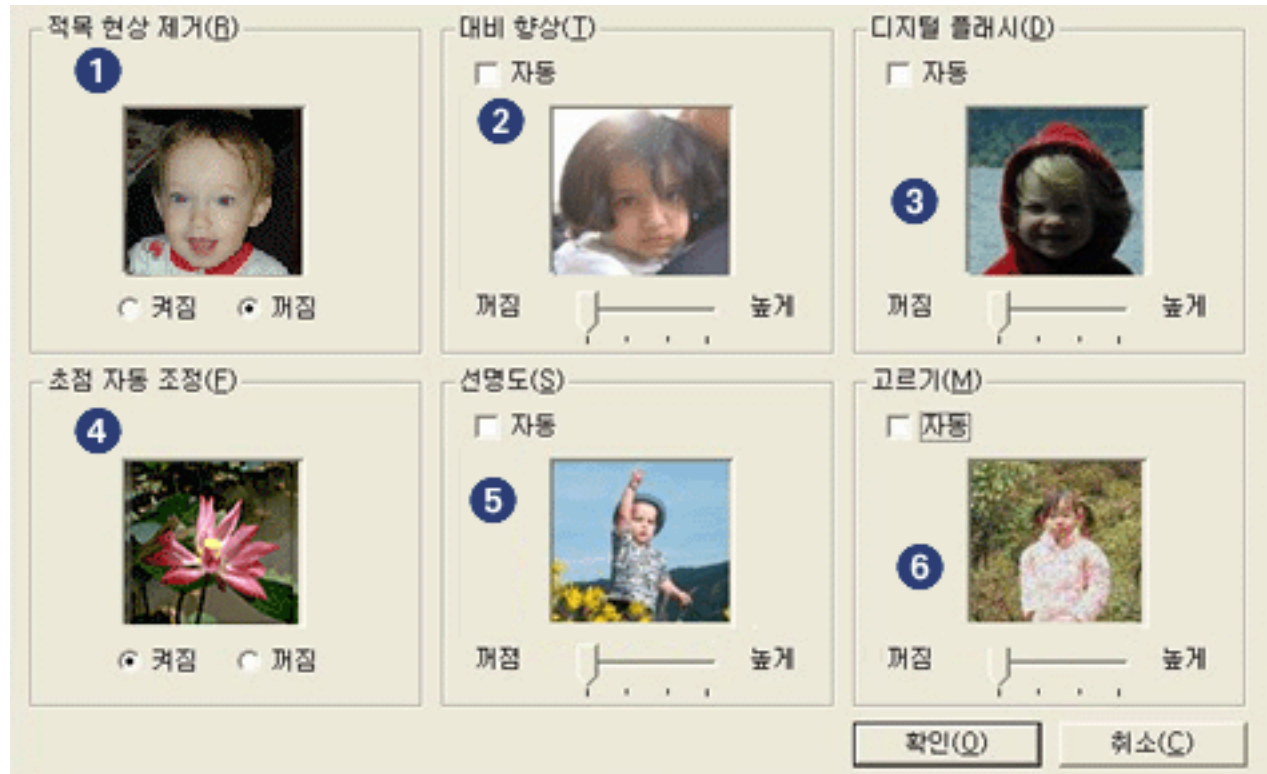 적목 현상 제거(R)
1
켜짐 꺼짐
대비 향상(T)
자동
2
꺼짐 높게
디지털 플래시(D)
자동
3
꺼짐 높게
초점 자동 조정(F)
4
켜짐 꺼짐
선명도(S)
자동
5
꺼졈 높게
고르기(M)
자동
6
꺼짐 높게
확인(O) 취소(C)